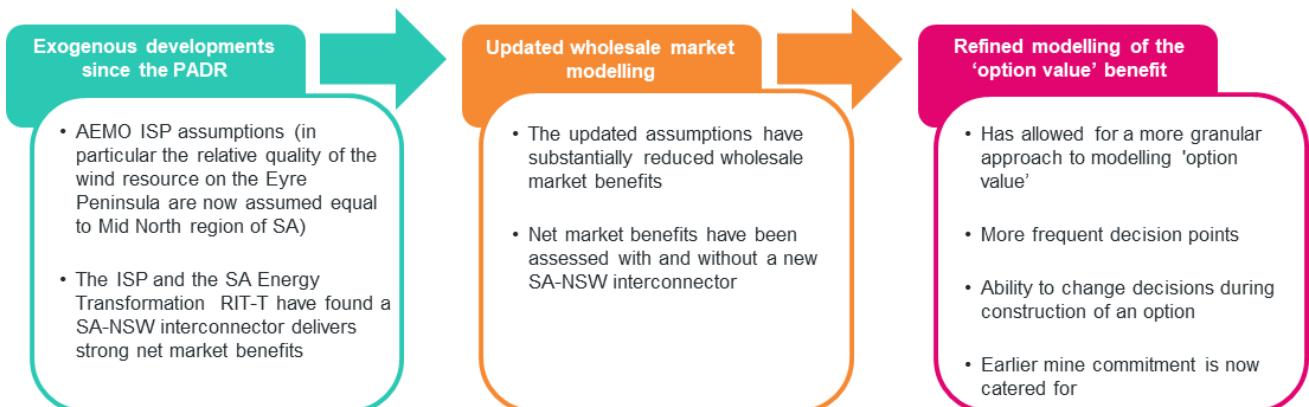 Exogenous developments
since the PADR
• AEMO ISP assumptions (in
particular the relative quality of the
wind resource on the Eyre
Peninsula are now assumed equal
to Mid North region of SA)
• The ISP and the SA Energy
Transformation RIT-T have found a
SA-NSW interconnector delivers
strong net market benefits
Updated wholesale market
modelling
• The updated assumptions have
substantially reduced wholesale
market benefits
• Net market benefits have been
assessed with and without a new
SA-NSW interconnector
Refined modelling of the
‘option value’ benefit
• Has allowed for a more granular
approach to modelling 'option
value’
• More frequent decision points
• Ability to change decisions during
construction of an option
• Earlier mine commitment is now
catered for